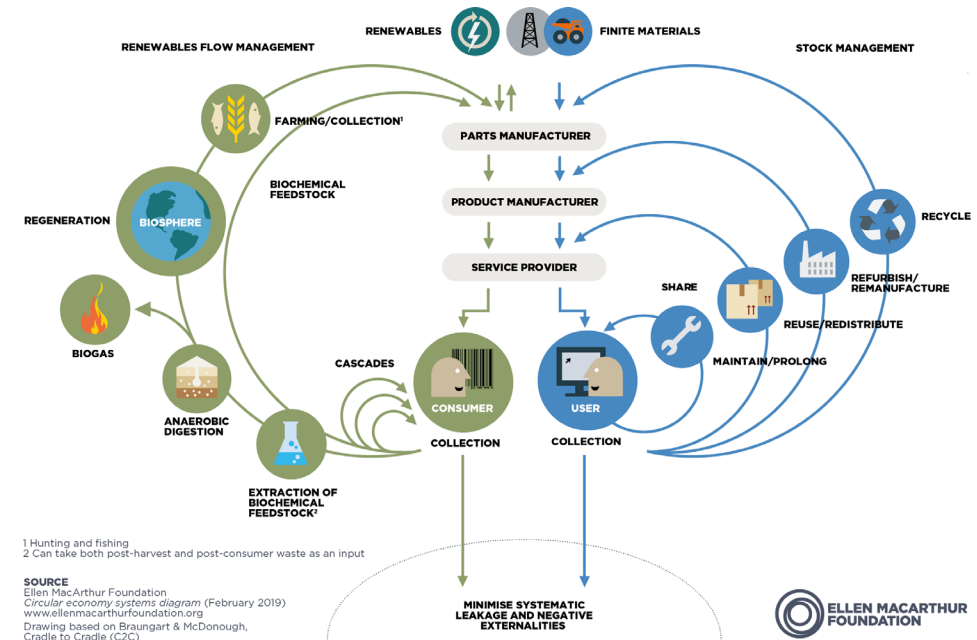 RENEWABLES FLOW MANAGEMENT
RENEWABLES
FINITE MATERIALS
STOCK MANAGEMENT
FARMING/COLLECTION¹
PARTS MANUFACTURER
BIOCHEMICAL
FEEDSTOCK
PRODUCT MANUFACTURER
REGENERATION
BIOSPHERE
RECYCLE
SERVICE PROVIDER
SHARE
REFURBISH/
REMANUFACTURE
REUSE/REDISTRIBUTE
BIOGAS
CASCADES
MAINTAIN/PROLONG
CONSUMER
USER
ANAEROBIC
DIGESTION
COLLECTION
COLLECTION
EXTRACTION OF
BIOCHEMICAL
FEEDSTOCK²
1 Hunting and fishing
2 Can take both post-harvest and post-consumer waste as an input
SOURCE
Ellen MacArthur Foundation
Circular economy systems diagram (February 2019)
www.ellenmacarthurfoundation.org
Drawing based on Braungart & McDonough,
Cradle to Cradle (C2C)
MINIMISE SYSTEMATIC
LEAKAGE AND NEGATIVE
EXTERNALITIES
ELLEN MACARTHUR
FOUNDATION